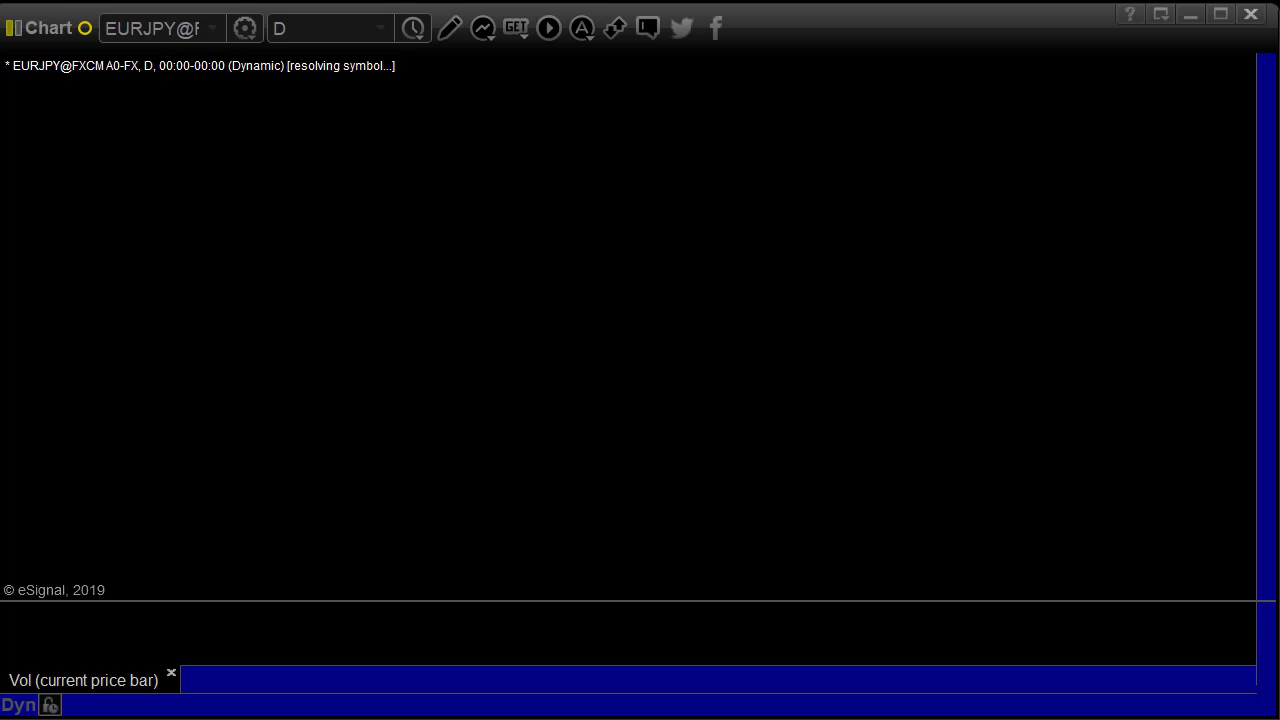 Chart EURJPY@F D GET A ?
* EURJPY@FXCM A0-FX, D, 00:00-00:00 (Dynamic) [resolving symbol...]
© eSignal, 2019
Vol (current price bar)
Dyn